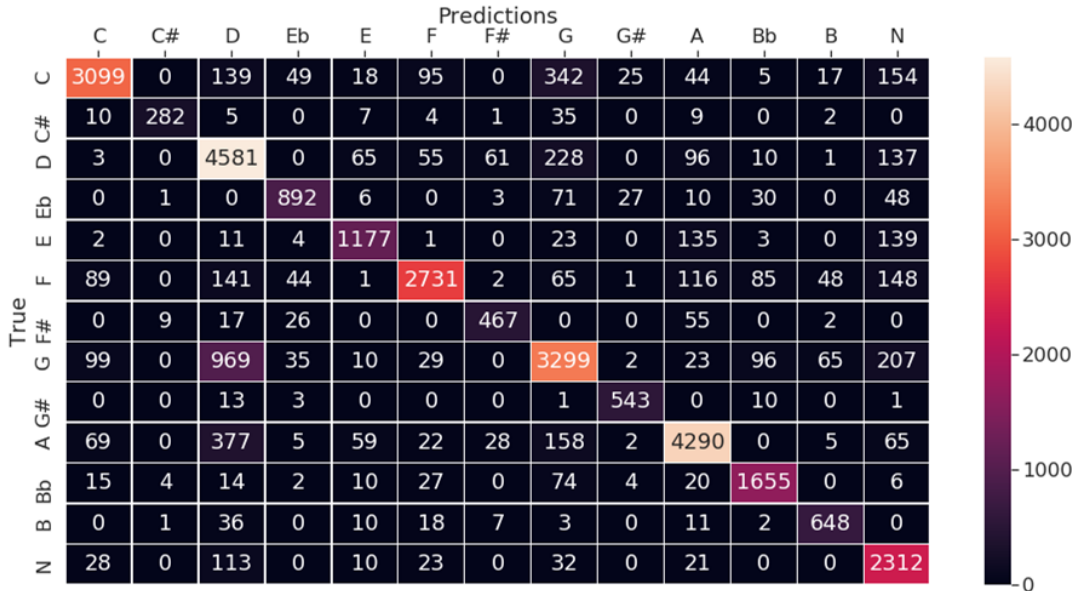 Predictions
C C# D Eb E F F# G G# A Bb B N
C 3099 0 139 49 18 95 0 342 25 44 5 17 154
C# 10 282 5 0 7 4 1 35 0 9 0 2 0
D 3 0 4581 0 65 55 61 228 0 96 10 1 137
Eb 0 1 0 892 6 0 3 71 27 10 30 0 48
E 2 0 11 4 1177 1 0 23 0 135 3 0 139
F 89 0 141 44 1 2731 2 65 1 116 85 48 148
True
F# 0 9 17 26 0 0 467 0 0 55 0 2 0
G 99 0 969 35 10 29 0 3299 2 23 96 65 207
G# 0 0 13 3 0 0 0 1 543 0 10 0 1
A 69 0 377 5 59 22 28 158 2 4290 0 5 65
Bb 15 4 14 2 10 27 0 74 4 20 1655 0 6
B 0 1 36 0 10 18 7 3 0 11 2 648 0
N 28 0 113 0 10 23 0 32 0 21 0 0 2312
4000
3000
2000
1000
0